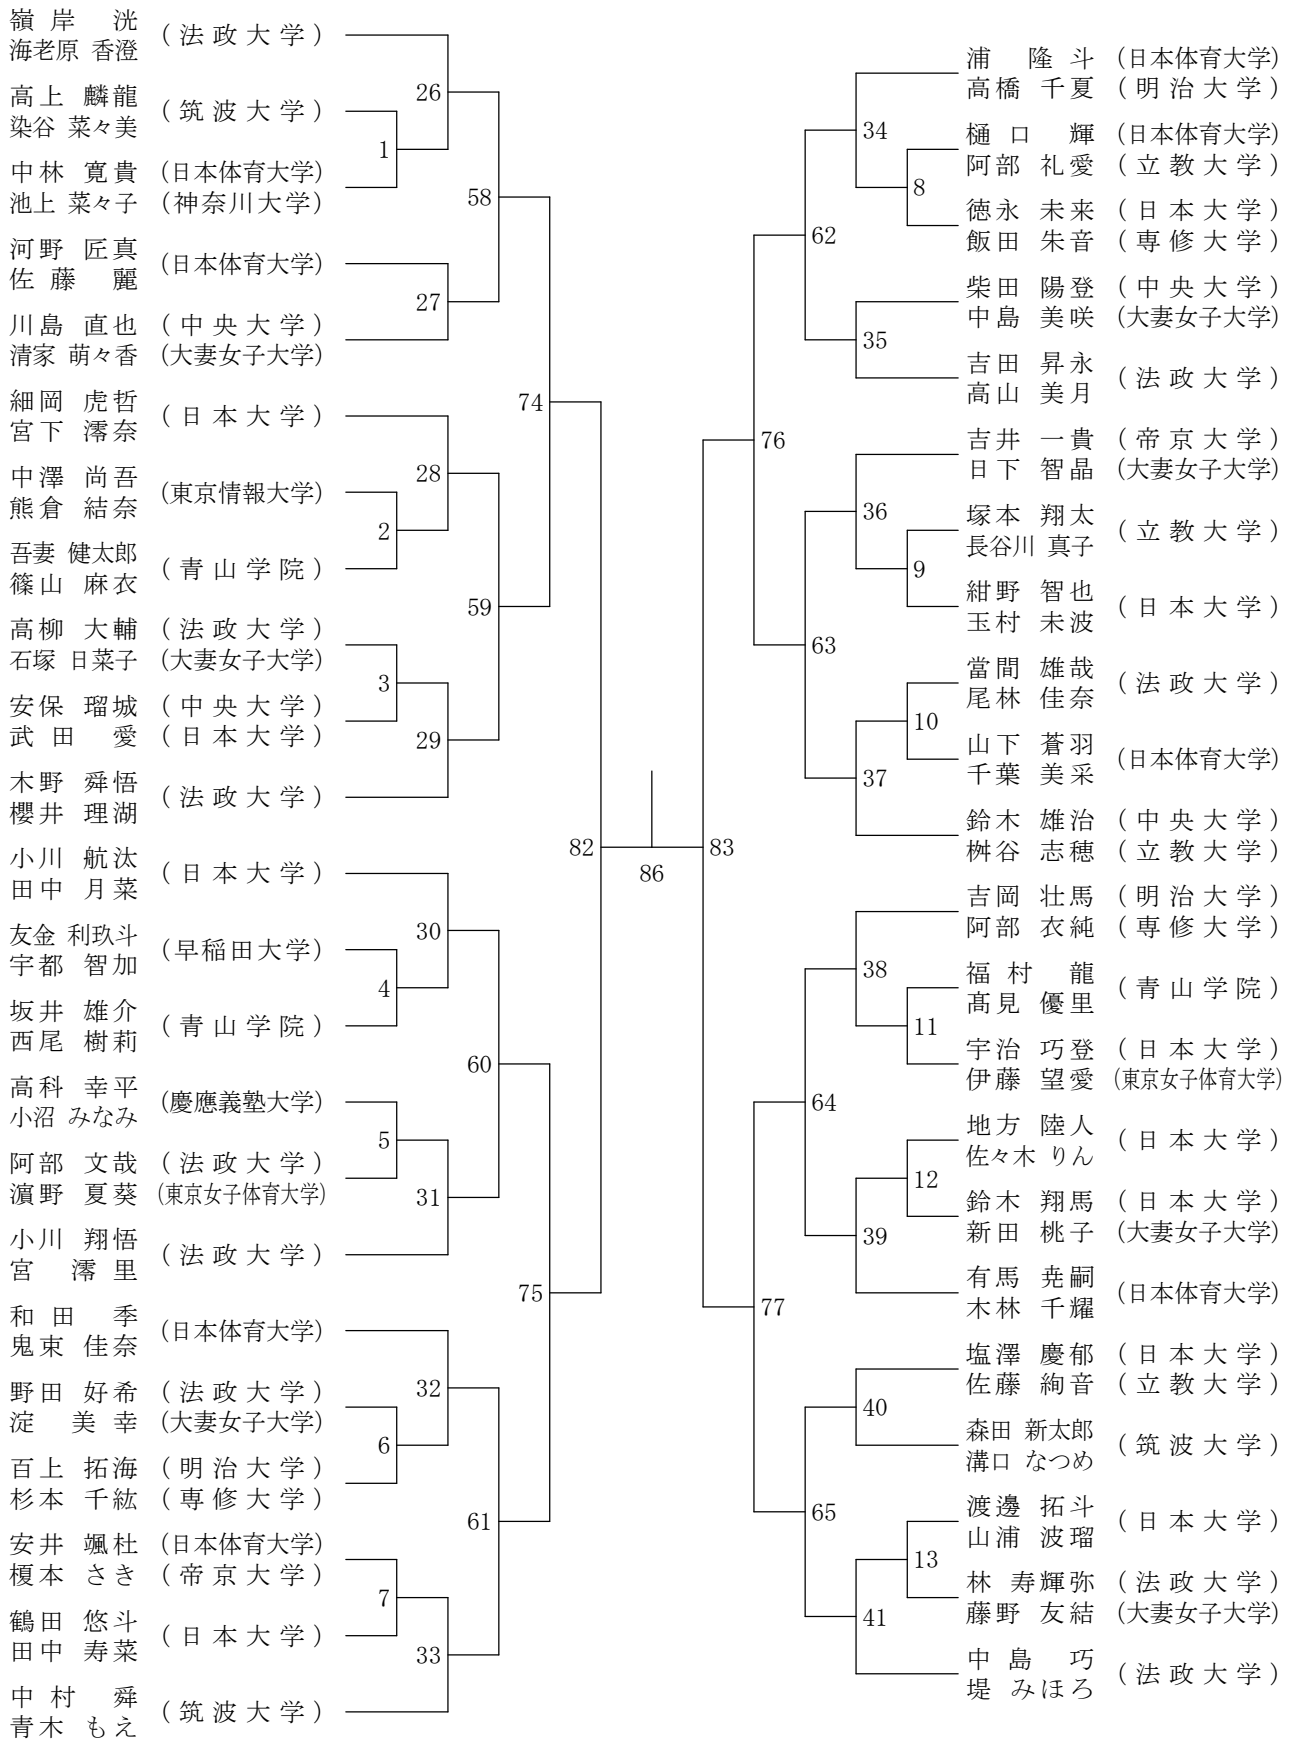 嶺岸 洸 (法政大学)
海老原 香澄
26
高上 麟龍 (筑波大学)
染谷 菜々美
1
中林 寛貴 (日本体育大学)
池上 菜々子 (神奈川大学)
58
河野 匠真 (日本体育大学)
佐藤 麗
27
川島 直也 (中央大学)
清家 萌々香 (大妻女子大学)
74
細岡 虎哲 (日本大学)
宮下 澪奈
28
中澤 尚吾 (東京情報大学)
熊倉 結奈
2
吾妻 健太郎 (青山学院)
篠山 麻衣
59
高柳 大輔 (法政大学)
石塚 日菜子 (大妻女子大学)
3
安保 瑠城 (中央大学)
武田 愛 (日本大学)
29
木野 舜悟 (法政大学)
櫻井 理湖
82
小川 航汰 (日本大学)
田中 月菜
30
友金 利玖斗 (早稲田大学)
宇都 智加
4
坂井 雄介 (青山学院)
西尾 樹莉
60
高科 幸平 (慶應義塾大学)
小沼 みなみ
5
阿部 文哉 (法政大学)
濵野 夏葵 (東京女子体育大学)
31
小川 翔悟 (法政大学)
宮 澪里
75
和田 季 (日本体育大学)
鬼束 佳奈
32
野田 好希 (法政大学)
淀 美幸 (大妻女子大学)
6
百上 拓海 (明治大学)
杉本 千紘 (専修大学)
61
安井 颯杜 (日本体育大学)
榎本 さき (帝京大学)
7
鶴田 悠斗 (日本大学)
田中 寿菜
33
中村 舜 (筑波大学)
青木 もえ
86
浦 隆斗 (日本体育大学)
高橋 千夏 (明治大学)
34
樋口 輝 (日本体育大学)
阿部 礼愛 (立教大学)
8
徳永 未来 (日本大学)
飯田 朱音 (専修大学)
62
柴田 陽登 (中央大学)
中島 美咲 (大妻女子大学)
35
吉田 昇永 (法政大学)
高山 美月
76
吉井 一貴 (帝京大学)
日下 智晶 (大妻女子大学)
36
塚本 翔太 (立教大学)
長谷川 真子
9
紺野 智也 (日本大学)
玉村 未波
63
當間 雄哉 (法政大学)
尾林 佳奈
10
山下 蒼羽 (日本体育大学)
千葉 美采
37
鈴木 雄治 (中央大学)
桝谷 志穂 (立教大学)
83
吉岡 壮馬 (明治大学)
阿部 衣純 (専修大学)
38
福村 龍 (青山学院)
髙見 優里
11
宇治 巧登 (日本大学)
伊藤 望愛 (東京女子体育大学)
64
地方 陸人 (日本大学)
佐々木 りん
12
鈴木 翔馬 (日本大学)
新田 桃子 (大妻女子大学)
39
有馬 尭嗣 (日本体育大学)
木林 千耀
77
塩澤 慶郁 (日本大学)
佐藤 絢音 (立教大学)
40
森田 新太郎 (筑波大学)
溝口 なつめ
65
渡邊 拓斗 (日本大学)
山浦 波瑠
13
林 寿輝弥 (法政大学)
藤野 友結 (大妻女子大学)
41
中島 巧 (法政大学)
堤 みほろ